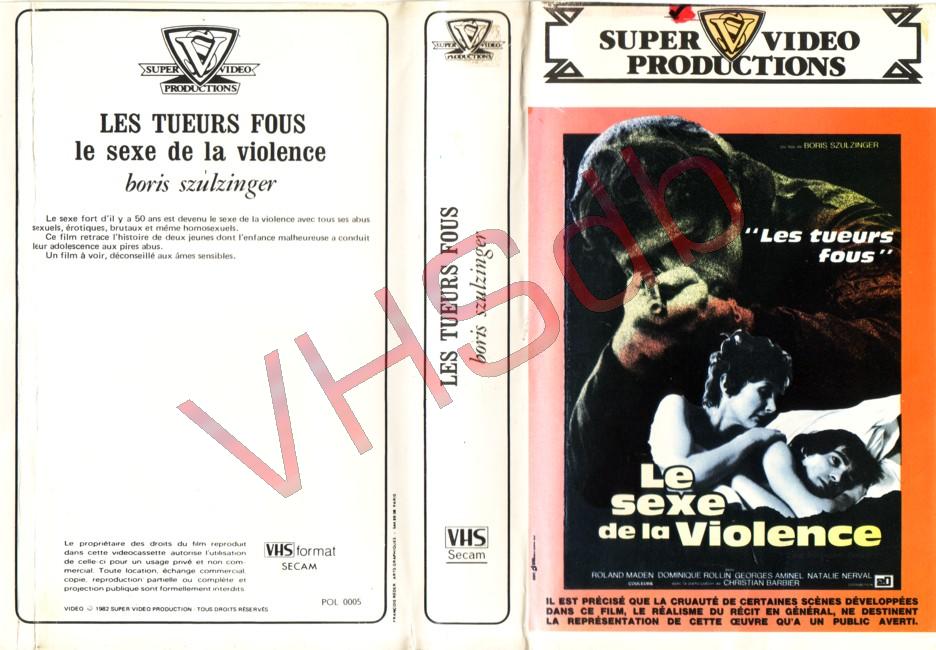 SUPER VIDEO
PRODUCTIONS
LES TUEURS FOUS
le sexe de la violence
boris szulzinger
Le sexe fort d'il y a 50 ans est devenu le sexe de la violence avec tous ses abus
sexuels, érotiques, brutaux et même homosexuels.
Ce film retrace l'histoire de deux jeunes dont l'enfance malheureuse a conduit
leur adolescence aux pires abus.
Un film à voir, déconseillé aux âmes sensibles.
Le propriétaire des droits du film reproduit
dans cette videocassette autorise l'utilisation
de celle-ci pour un usage privé et non com-
mercial. Toute location, échange commercial,
copie, reproduction partielle ou complète et
projection publique sont formellement interdits.
VHS format
SECAM
POL 0005
VIDEO © 1982 SUPER VIDEO PRODUCTION : TOUS DROITS RÉSERVÉS
SUPER VIDEO
PRODUCTIONS
LES TUEURS FOUS
boris szulzinger
VHS
Secam
SUPER VIDEO
PRODUCTIONS
un film de BORIS SZULZINGER
"Les tueurs
fous"
Le
sexe
de la Violence
avec
ROLAND MADEN DOMINIQUE ROLLIN GEORGES AMINEL NATALIE NERVAL
COULEURS avec la participation de CHRISTIAN BARBIER
IL EST PRÉCISÉ QUE LA CRUAUTÉ DE CERTAINES SCÈNES DÉVELOPPÉES
DANS CE FILM, LE RÉALISME DU RÉCIT EN GÉNÉRAL, NE DESTINENT
LA REPRÉSENTATION DE CETTE ŒUVRE QU'A UN PUBLIC AVERTI.
VHSdb